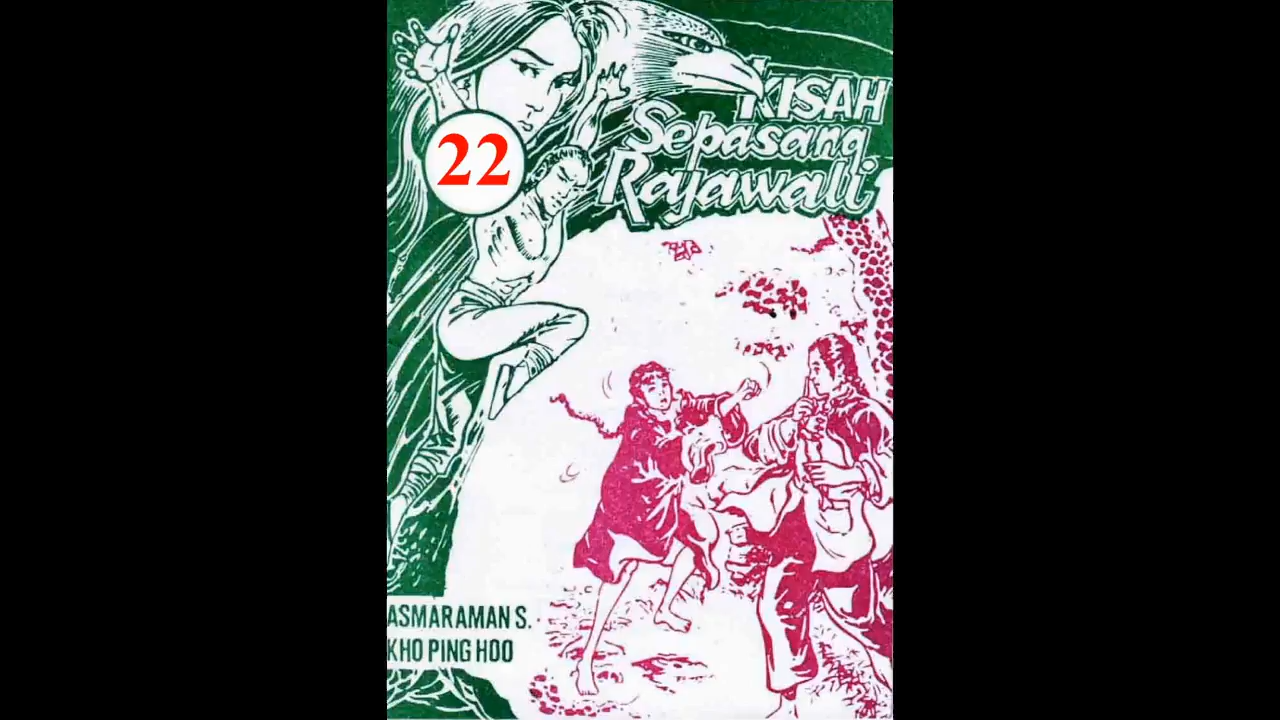 22
KISAH
Sepasang
Rajawali
ASMARAMAN S.
KHO PING HOO